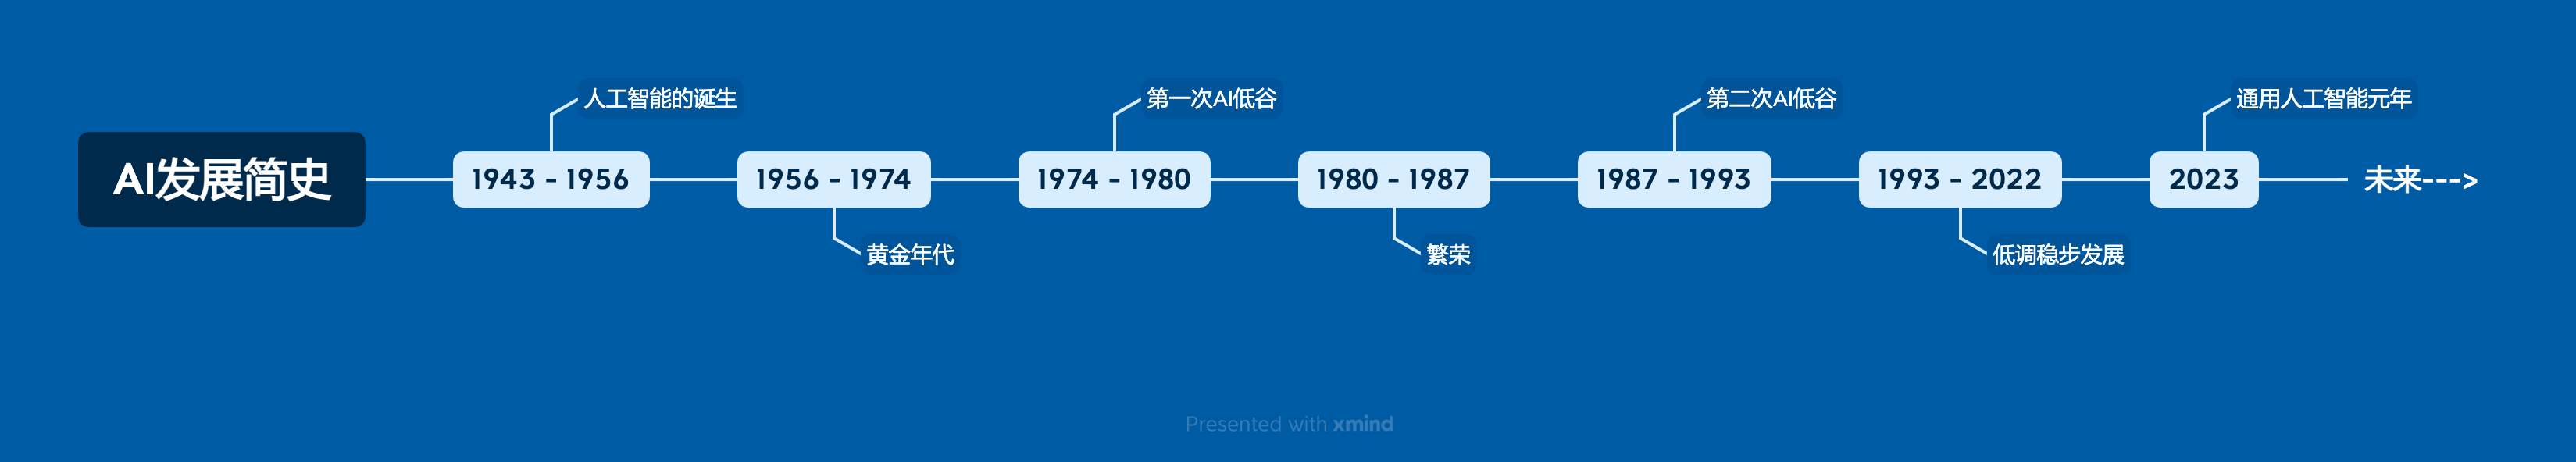 AI发展简史
1943 - 1956
人工智能的诞生
1956 - 1974
黄金年代
1974 - 1980
第一次AI低谷
1980 - 1987
繁荣
1987 - 1993
第二次AI低谷
1993 - 2022
低调稳步发展
2023
通用人工智能元年
未来--->
Presented with xmind